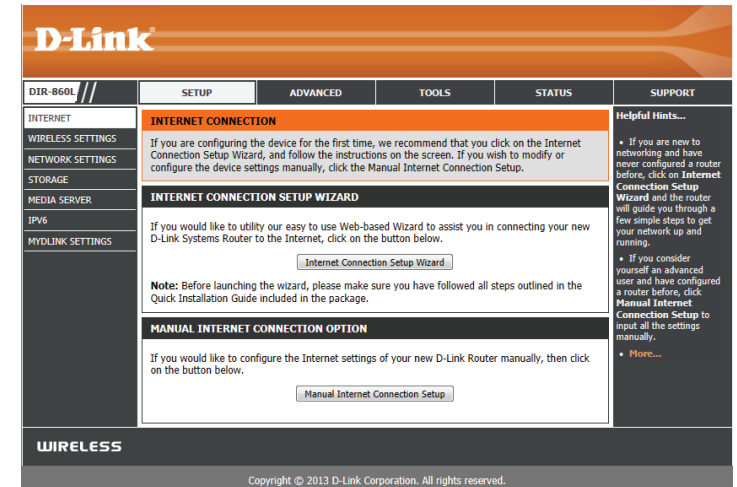 D-Link
DIR-860L
SETUP
ADVANCED
TOOLS
STATUS
SUPPORT
INTERNET
WIRELESS SETTINGS
NETWORK SETTINGS
STORAGE
MEDIA SERVER
IPV6
MYDLINK SETTINGS
INTERNET CONNECTION
If you are configuring the device for the first time, we recommend that you click on the Internet
Connection Setup Wizard, and follow the instructions on the screen. If you wish to modify or
configure the device settings manually, click the Manual Internet Connection Setup.
INTERNET CONNECTION SETUP WIZARD
If you would like to utility our easy to use Web-based Wizard to assist you in connecting your new
D-Link Systems Router to the Internet, click on the button below.
Internet Connection Setup Wizard
Note: Before launching the wizard, please make sure you have followed all steps outlined in the
Quick Installation Guide included in the package.
MANUAL INTERNET CONNECTION OPTION
If you would like to configure the Internet settings of your new D-Link Router manually, then click
on the button below.
Manual Internet Connection Setup
Helpful Hints...
• If you are new to
networking and have
never configured a router
before, click on Internet
Connection Setup
Wizard and the router
will guide you through a
few simple steps to get
your network up and
running.
• If you consider
yourself an advanced
user and have configured
a router before, click
Manual Internet
Connection Setup to
input all the settings
manually.
• More...
WIRELESS
Copyright © 2013 D-Link Corporation. All rights reserved.